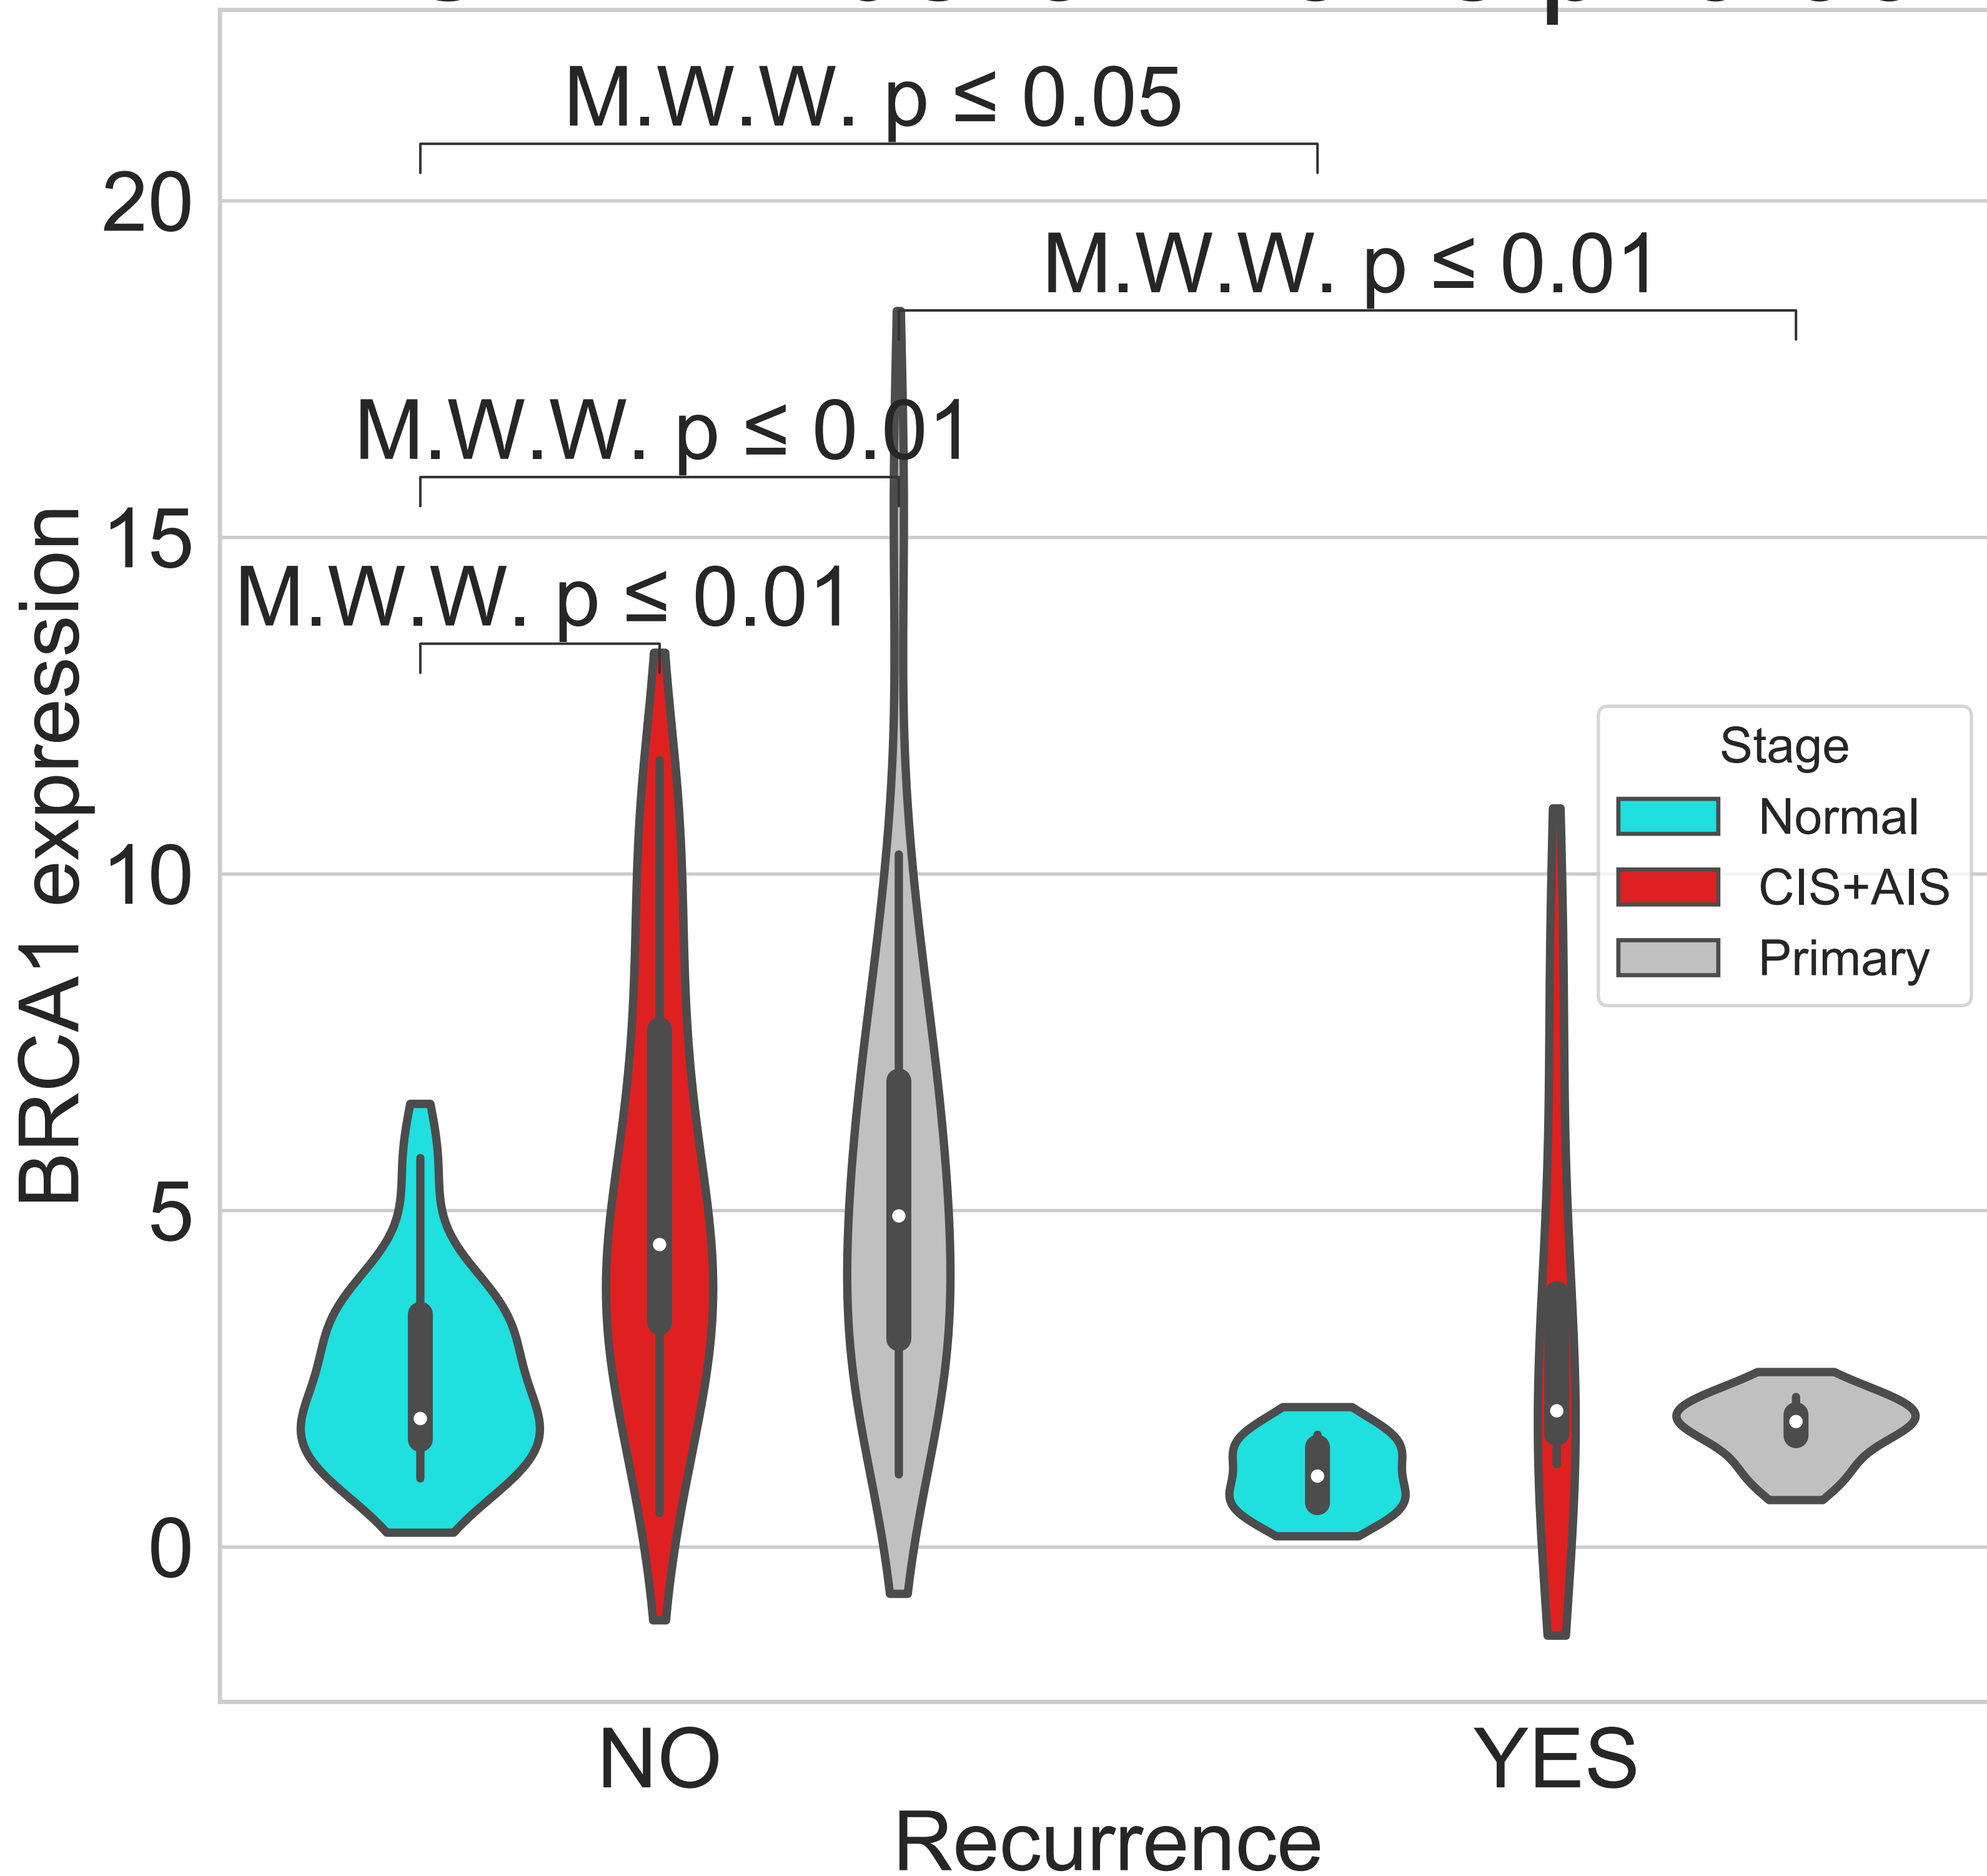 M.W.W. p ≤ 0.05
20
M.W.W. p ≤ 0.01
M.W.W. p ≤ 0.01
15
M.W.W. p ≤ 0.01
Stage
Normal
CIS+AIS
Primary
10
5
0
BRCA1 expression
NO
YES
Recurrence